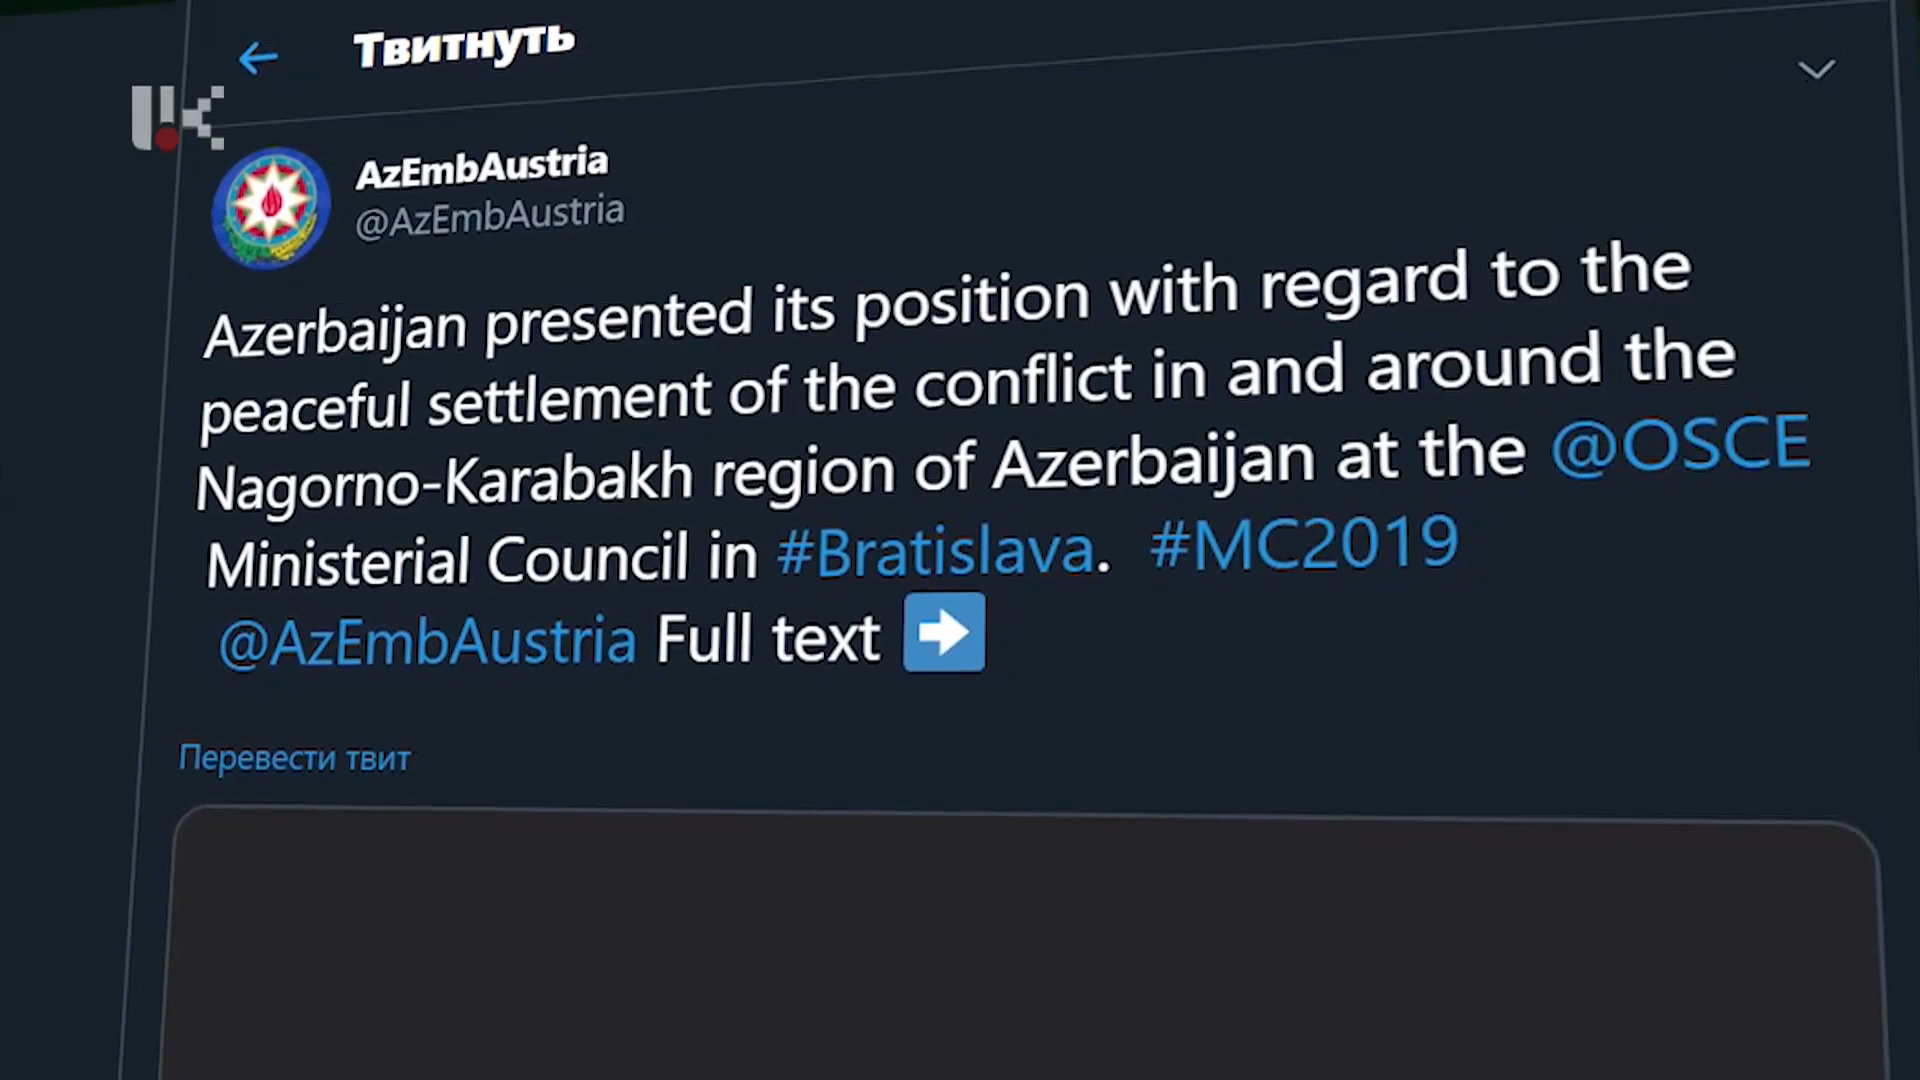 Твитнуть
AzEmbAustria
@AzEmbAustria
Azerbaijan presented its position with regard to the
peaceful settlement of the conflict in and around the
Nagorno-Karabakh region of Azerbaijan at the @OSCE
Ministerial Council in #Bratislava. #MC2019
@AzEmbAustria Full text ➡
Перевести твит